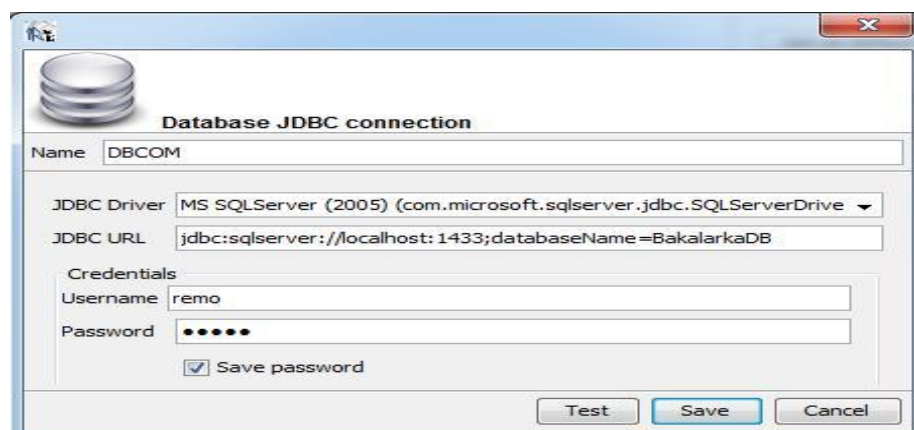 Database JDBC connection
Name DBCOM
JDBC Driver MS SQLServer (2005) (com.microsoft.sqlserver.jdbc.SQLServerDrive
JDBC URL jdbc:sqlserver://localhost:1433;databaseName=BakalarkaDB
Credentials
Username remo
Password •••••
Save password
Test Save Cancel